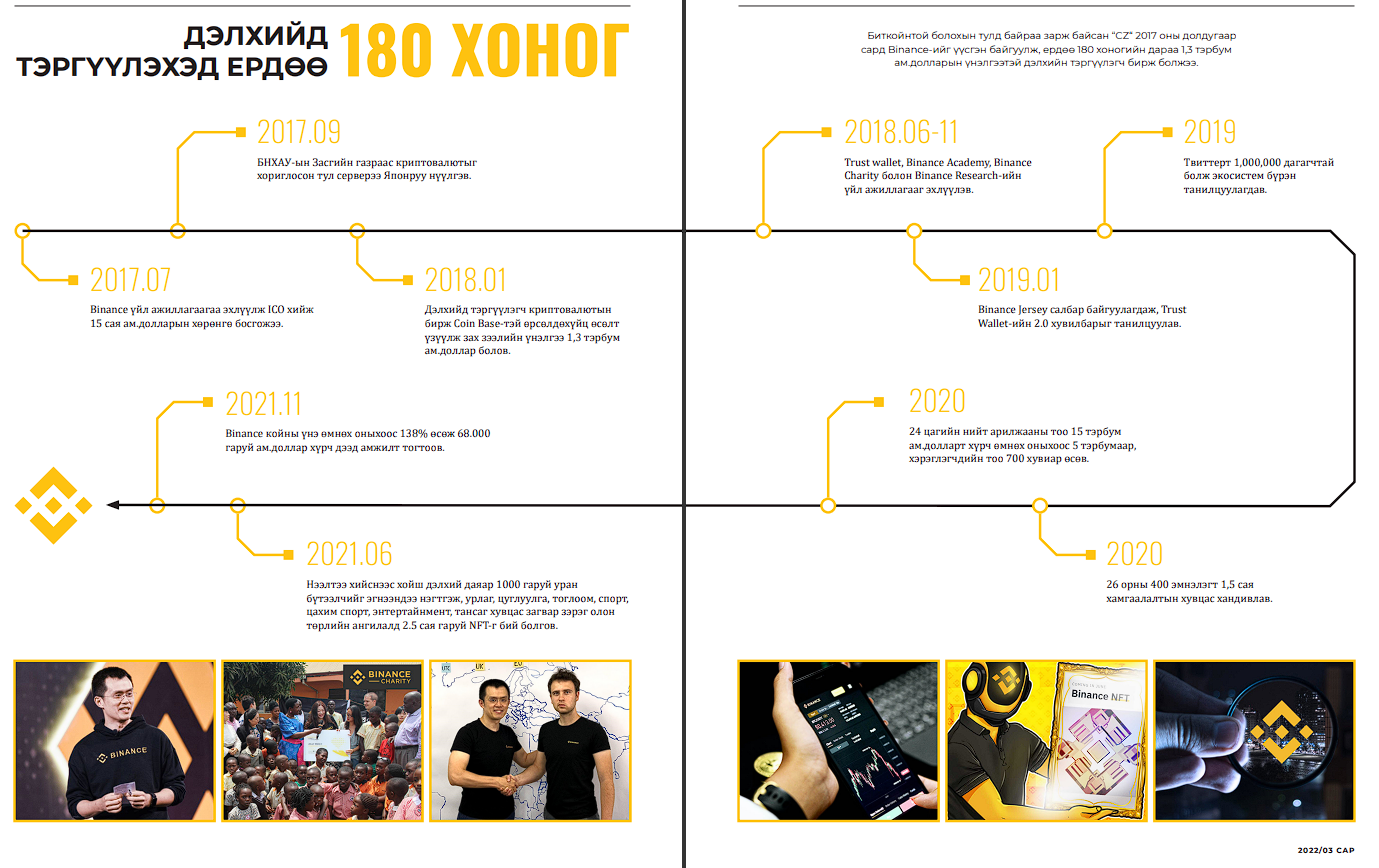 ДЭЛХИЙД
ТЭРГҮҮЛЭХЭД ЕРДӨӨ
180 ХОНОГ
Биткойнтой болохын тулд байраа зарж байсан “CZ“ 2017 оны долдугаар
сард Binance-ийг үүсгэн байгуулж, ердөө 180 хоногийн дараа 1,3 тэрбум
ам.долларын үнэлгээтэй дэлхийн тэргүүлэгч бирж болжээ.
2017.09
БНХАУ-ын Засгийн газраас криптовалютыг
хориглосон тул серверээ Японруу нүүлгэв.
2018.06-11
Trust wallet, Binance Academy, Binance
Charity болон Binance Research-ийн
үйл ажиллагааг эхлүүлэв.
2019
Твиттерт 1,000,000 дагагчтай
болж экосистем бүрэн
танилцуулагдав.
2017.07
Binance үйл ажиллагаагаа эхлүүлж ICO хийж
15 сая ам.долларын хөрөнгө босгожээ.
2018.01
Дэлхийд тэргүүлэгч криптовалютын
бирж Coin Base-тэй өрсөлдөхүйц өсөлт
үзүүлж зах зээлийн үнэлгээ 1,3 тэрбум
ам.доллар болов.
2019.01
Binance Jersey салбар байгуулагдаж, Trust
Wallet-ийн 2.0 хувилбарыг танилцуулав.
2021.11
Binance койны үнэ өмнөх оныхоос 138% өсөж 68.000
гаруй ам.доллар хүрч дээд амжилт тогтоов.
2020
24 цагийн нийт арилжааны тоо 15 тэрбум
ам.долларт хүрч өмнөх оныхоос 5 тэрбумаар,
хэрэглэгчдийн тоо 700 хувиар өсөв.
2021.06
Нээлтээ хийснээс хойш дэлхий даяар 1000 гаруй уран
бүтээлчийг эгнээндээ нэгтгэж, урлаг, цуглуулга, тоглоом, спорт,
цахим спорт, энтертайнмент, тансаг хувцас загвар зэрэг олон
төрлийн ангилалд 2.5 сая гаруй NFT-г бий болгов.
2020
26 орны 400 эмнэлэгт 1,5 сая
хамгаалалтын хувцас хандивлав.
BINANCE
BINANCE
CHARITY
UK
EU
BINANCE
Binance NFT
2022/03 САР